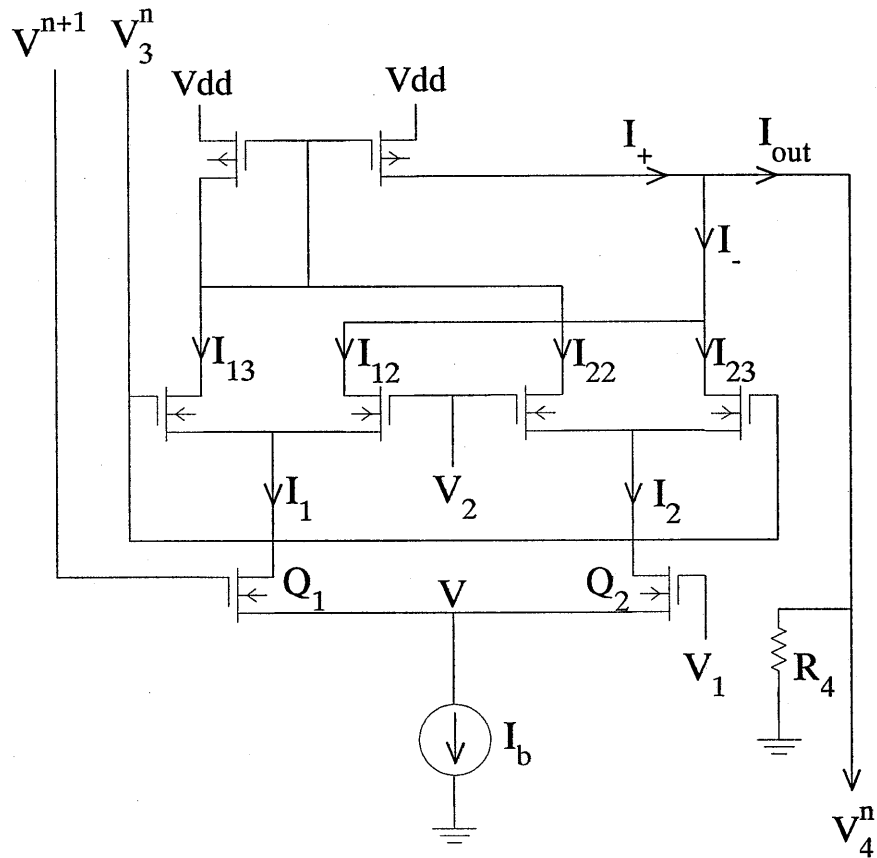 V^{n+1} V_3^n
Vdd Vdd
I_+ I_out
I_-
I_13 I_12 I_22 I_23
I_1 V_2 I_2
Q_1 V Q_2
V_1 R_4
I_b
V_4^n